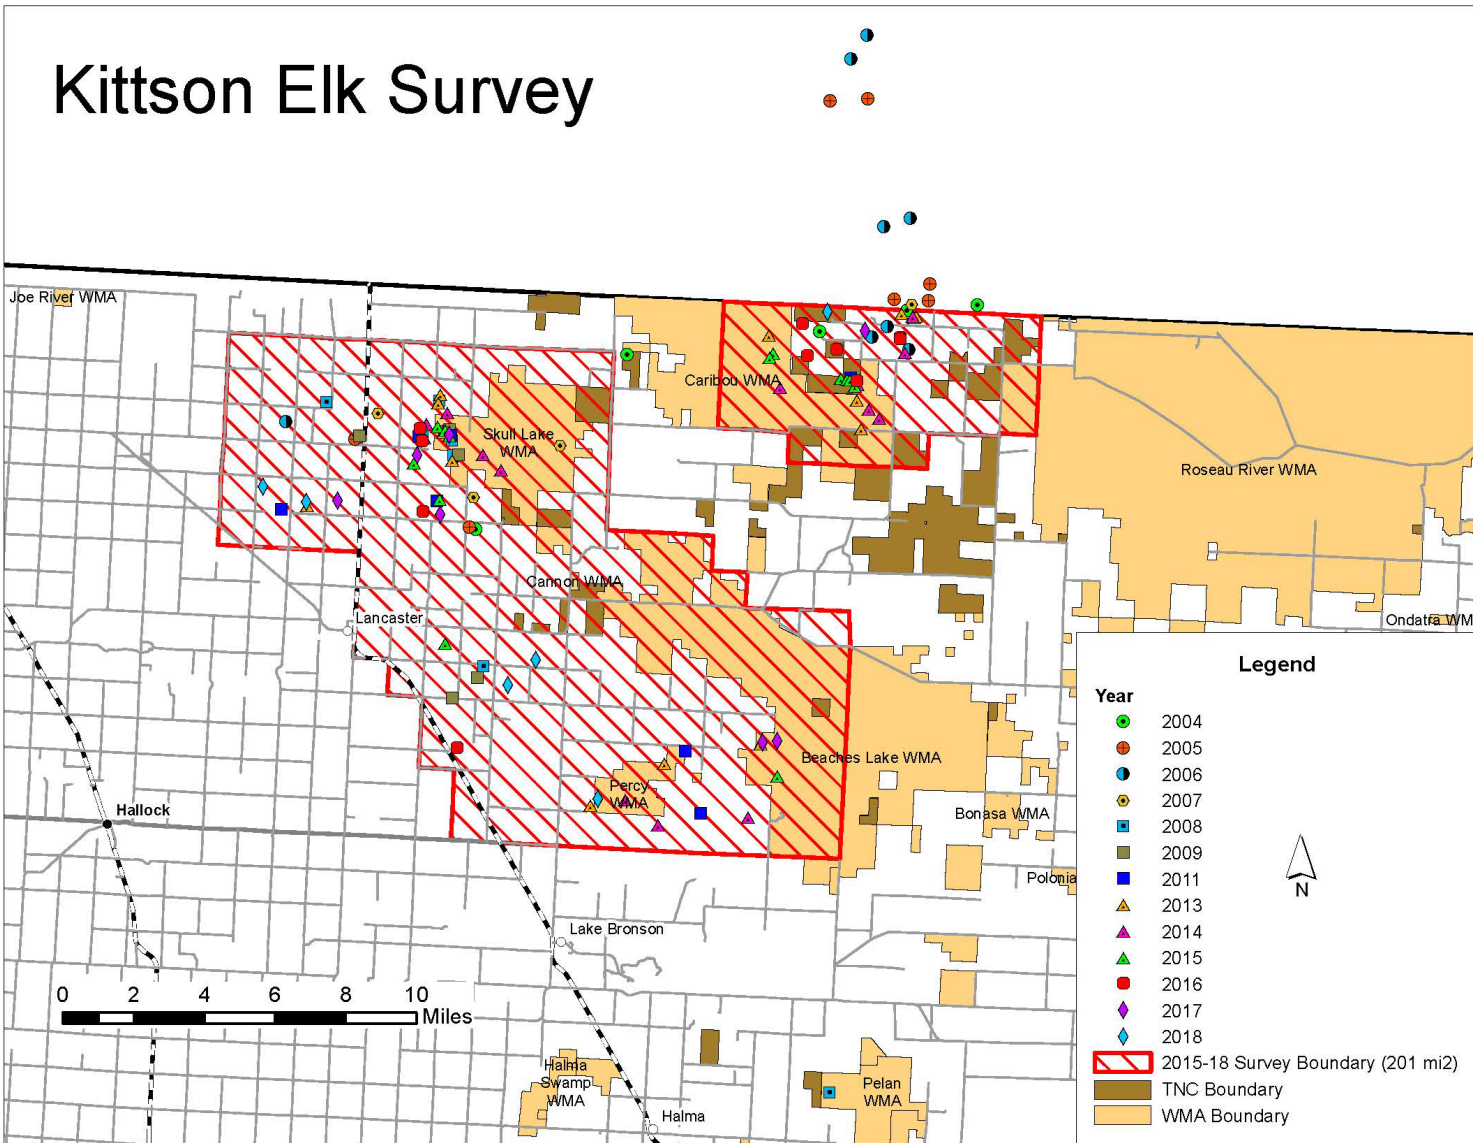 Kittson Elk Survey
Joe River WMA
Caribou WMA
Skull Lake
WMA
Roseau River WMA
Cannon WMA
Lancaster
Ondatra WM
Beaches Lake WMA
Percy
WMA
Hallock
Bonasa WMA
Polonia
Lake Bronson
0 2 4 6 8 10
Miles
Halma
Swamp
WMA
Pelan
WMA
Halma
Legend
Year
2004
2005
2006
2007
2008
2009
2011
2013
2014
2015
2016
2017
2018
2015-18 Survey Boundary (201 mi2)
TNC Boundary
WMA Boundary
N